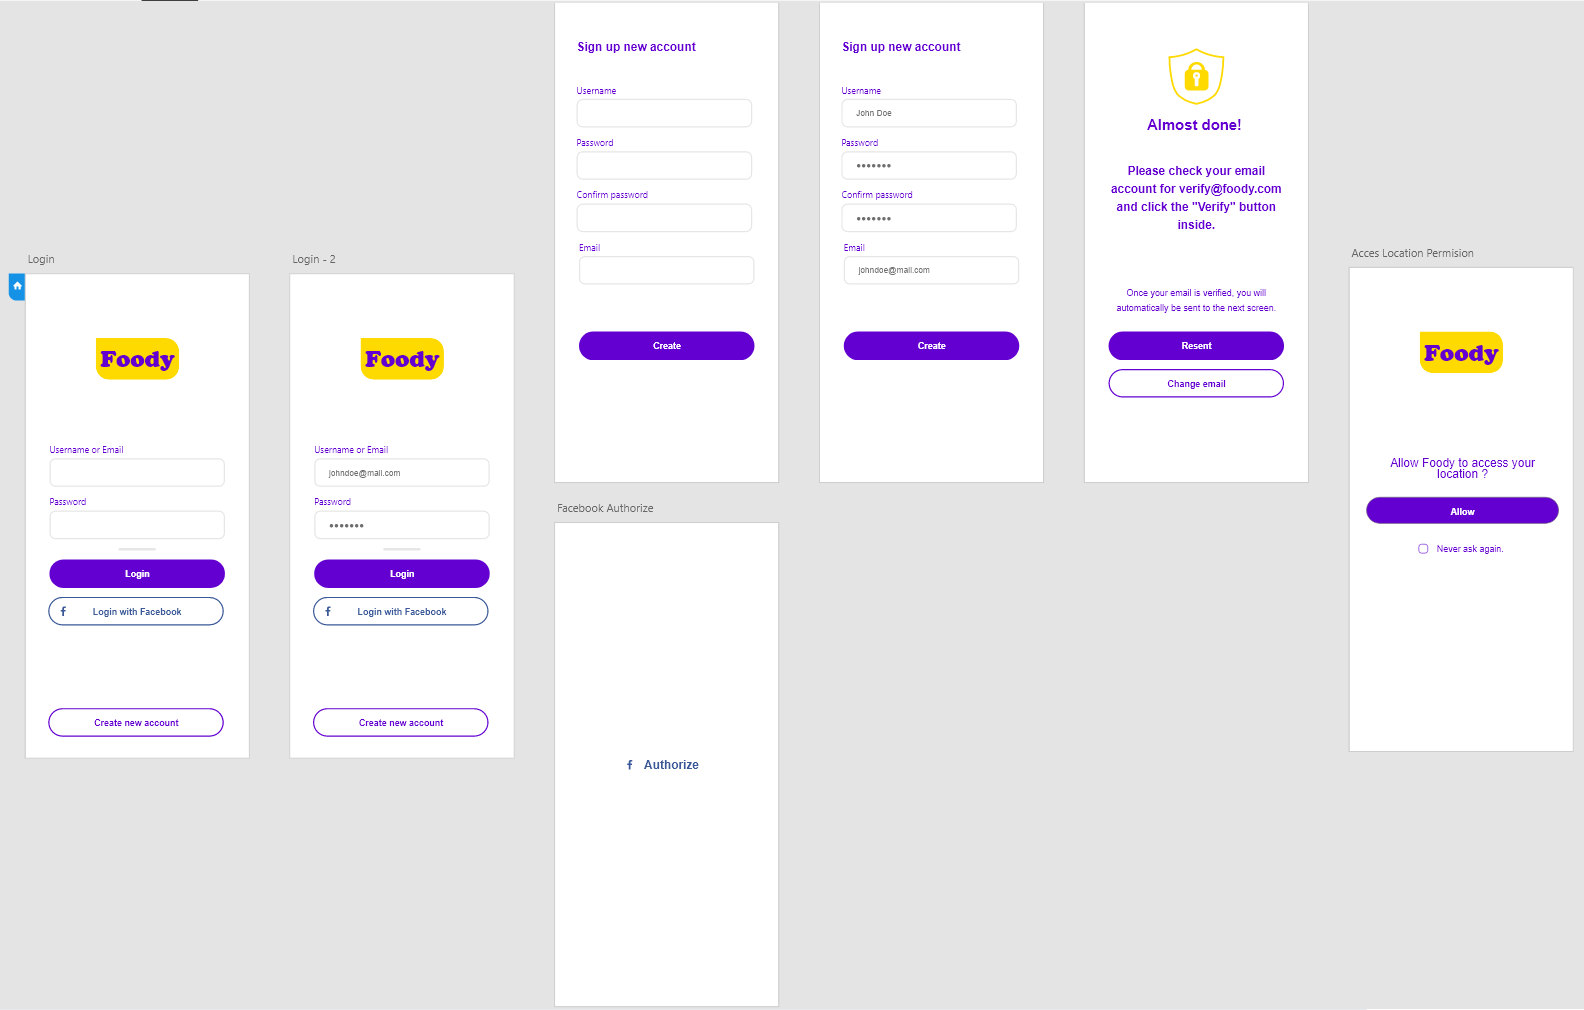 Login
Foody
Username or Email
Password
Login
Login with Facebook
Create new account
Login - 2
Foody
Username or Email
johndoe@mail.com
Password
•••••••
Login
Login with Facebook
Create new account
Sign up new account
Username
Password
Confirm password
Email
Create
Facebook Authorize
Authorize
Sign up new account
Username
John Doe
Password
•••••••
Confirm password
•••••••
Email
johndoe@mail.com
Create
Almost done!
Please check your email
account for verify@foody.com
and click the "Verify" button
inside.
Once your email is verified, you will
automatically be sent to the next screen.
Resent
Change email
Acces Location Permision
Foody
Allow Foody to access your
location ?
Allow
Never ask again.